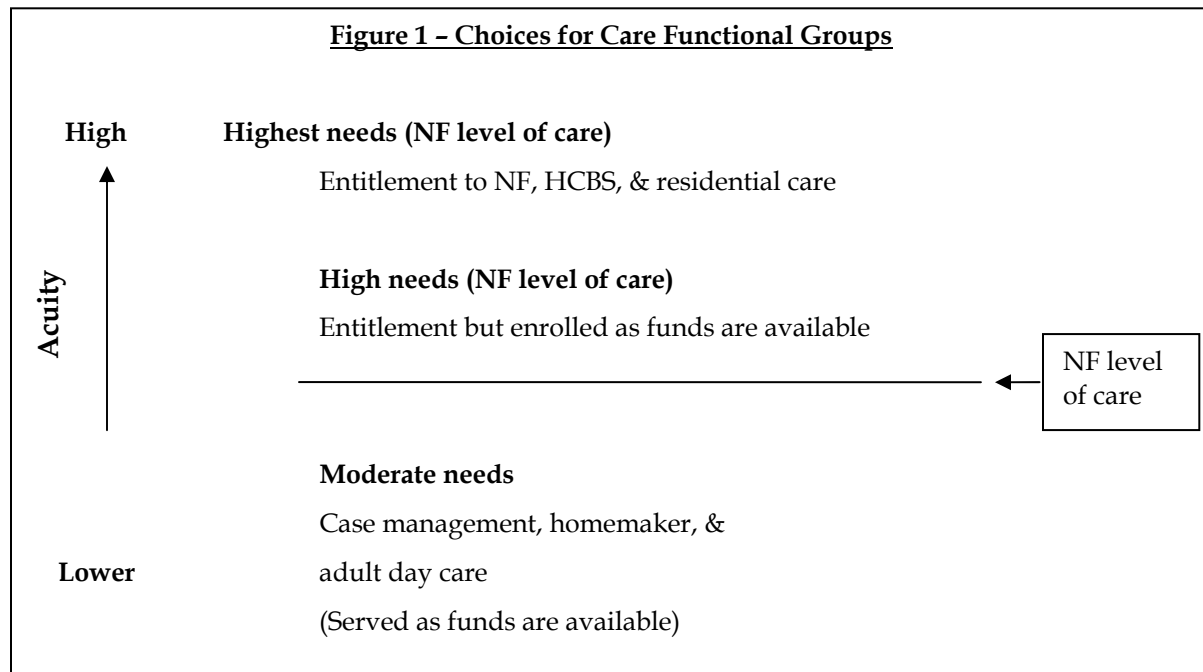 Figure 1 – Choices for Care Functional Groups
High
Highest needs (NF level of care)
Entitlement to NF, HCBS, & residential care
High needs (NF level of care)
Entitlement but enrolled as funds are available
Acuity
NF level
of care
Moderate needs
Case management, homemaker, &
Lower
adult day care
(Served as funds are available)